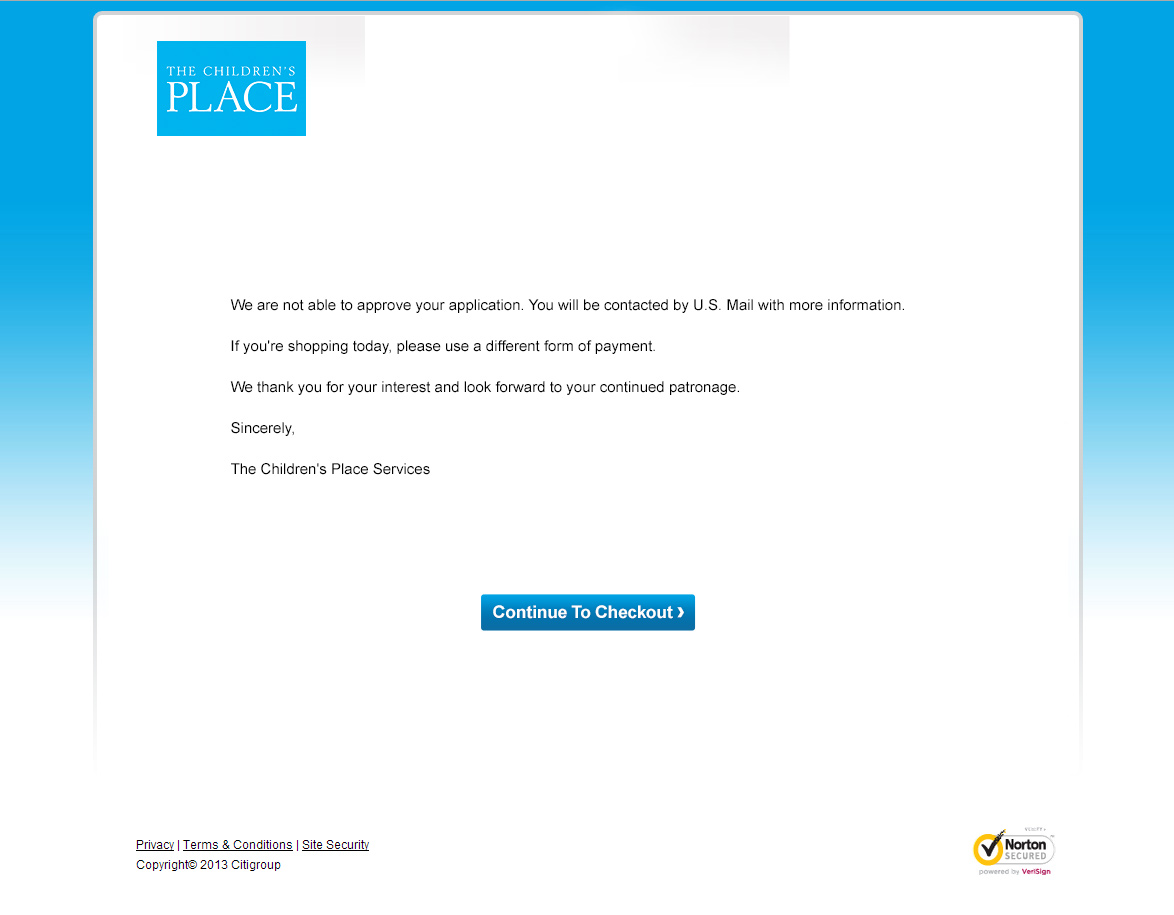 THE CHILDREN'S
PLACE
We are not able to approve your application. You will be contacted by U.S. Mail with more information.
If you're shopping today, please use a different form of payment.
We thank you for your interest and look forward to your continued patronage.
Sincerely,
The Children's Place Services
Continue To Checkout ›
Privacy | Terms & Conditions | Site Security
Copyright© 2013 Citigroup
Norton
SECURED
powered by VeriSign